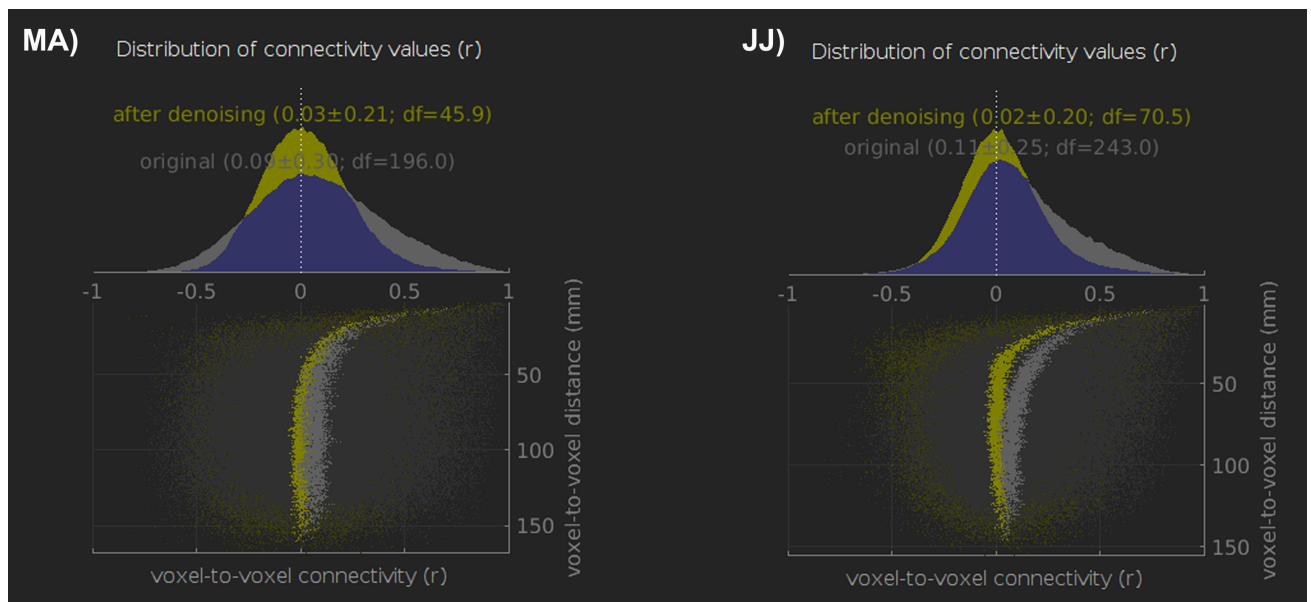 MA)
Distribution of connectivity values (r)
after denoising (0.03±0.21; df=45.9)
original (0.09±0.30; df=196.0)
-1 -0.5 0 0.5 1
50
100
150
voxel-to-voxel distance (mm)
voxel-to-voxel connectivity (r)
JJ)
Distribution of connectivity values (r)
after denoising (0.02±0.20; df=70.5)
original (0.11±0.25; df=243.0)
-1 -0.5 0 0.5 1
50
100
150
voxel-to-voxel distance (mm)
voxel-to-voxel connectivity (r)